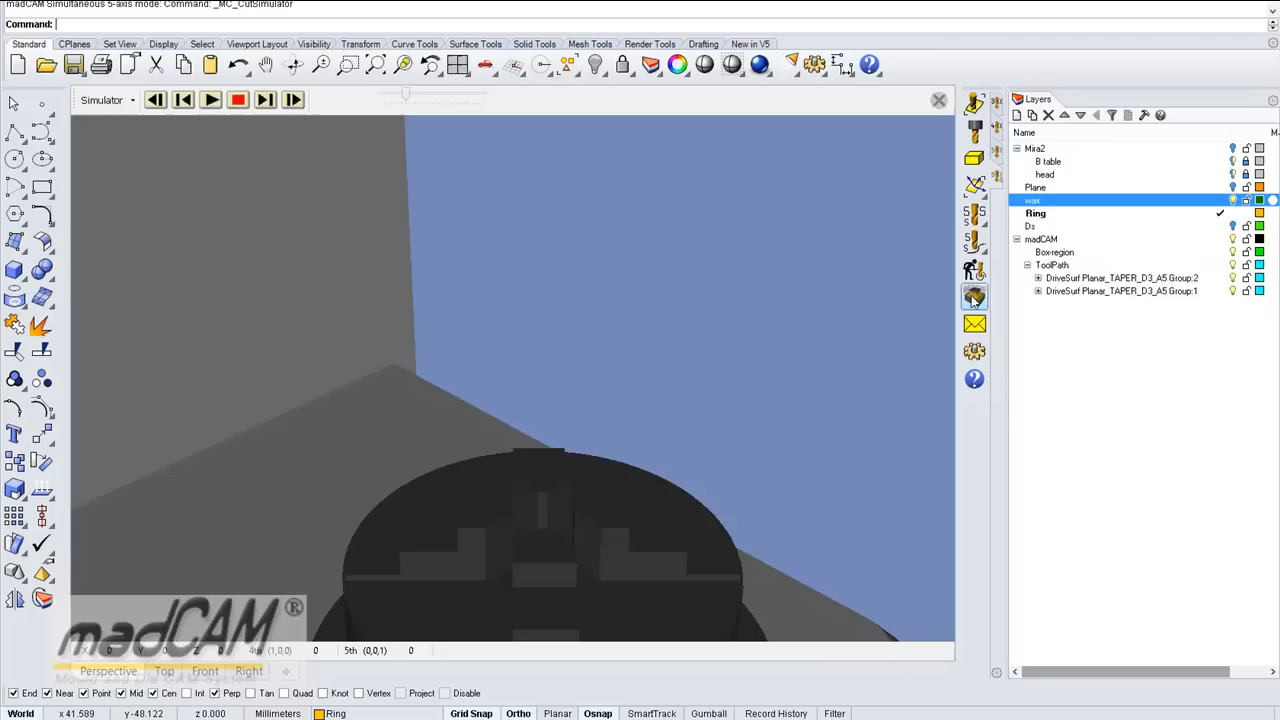 madCAM Simultaneous 5-axis mode: Command: _MC_CutSimulator
Command:
Standard CPlanes Set View Display Select Viewport Layout Visibility Transform Curve Tools Surface Tools Solid Tools Mesh Tools Render Tools Drafting New in V5
Simulator
Layers
Name M
Mira2
B table
head
Plane
wax
Ring
Ds
madCAM
Box-region
ToolPath
DriveSurf Planar_TAPER_D3_A5 Group:2
DriveSurf Planar_TAPER_D3_A5 Group:1
madCAM®
X 0 Y 0 Z 0 4th (1,0,0) 0 5th (0,0,1) 0
Perspective Top Front Right
End Near Point Mid Cen Int Perp Tan Quad Knot Vertex Project Disable
World x 41.589 y -48.122 z 0.000 Millimeters Ring Grid Snap Ortho Planar Osnap SmartTrack Gumball Record History Filter